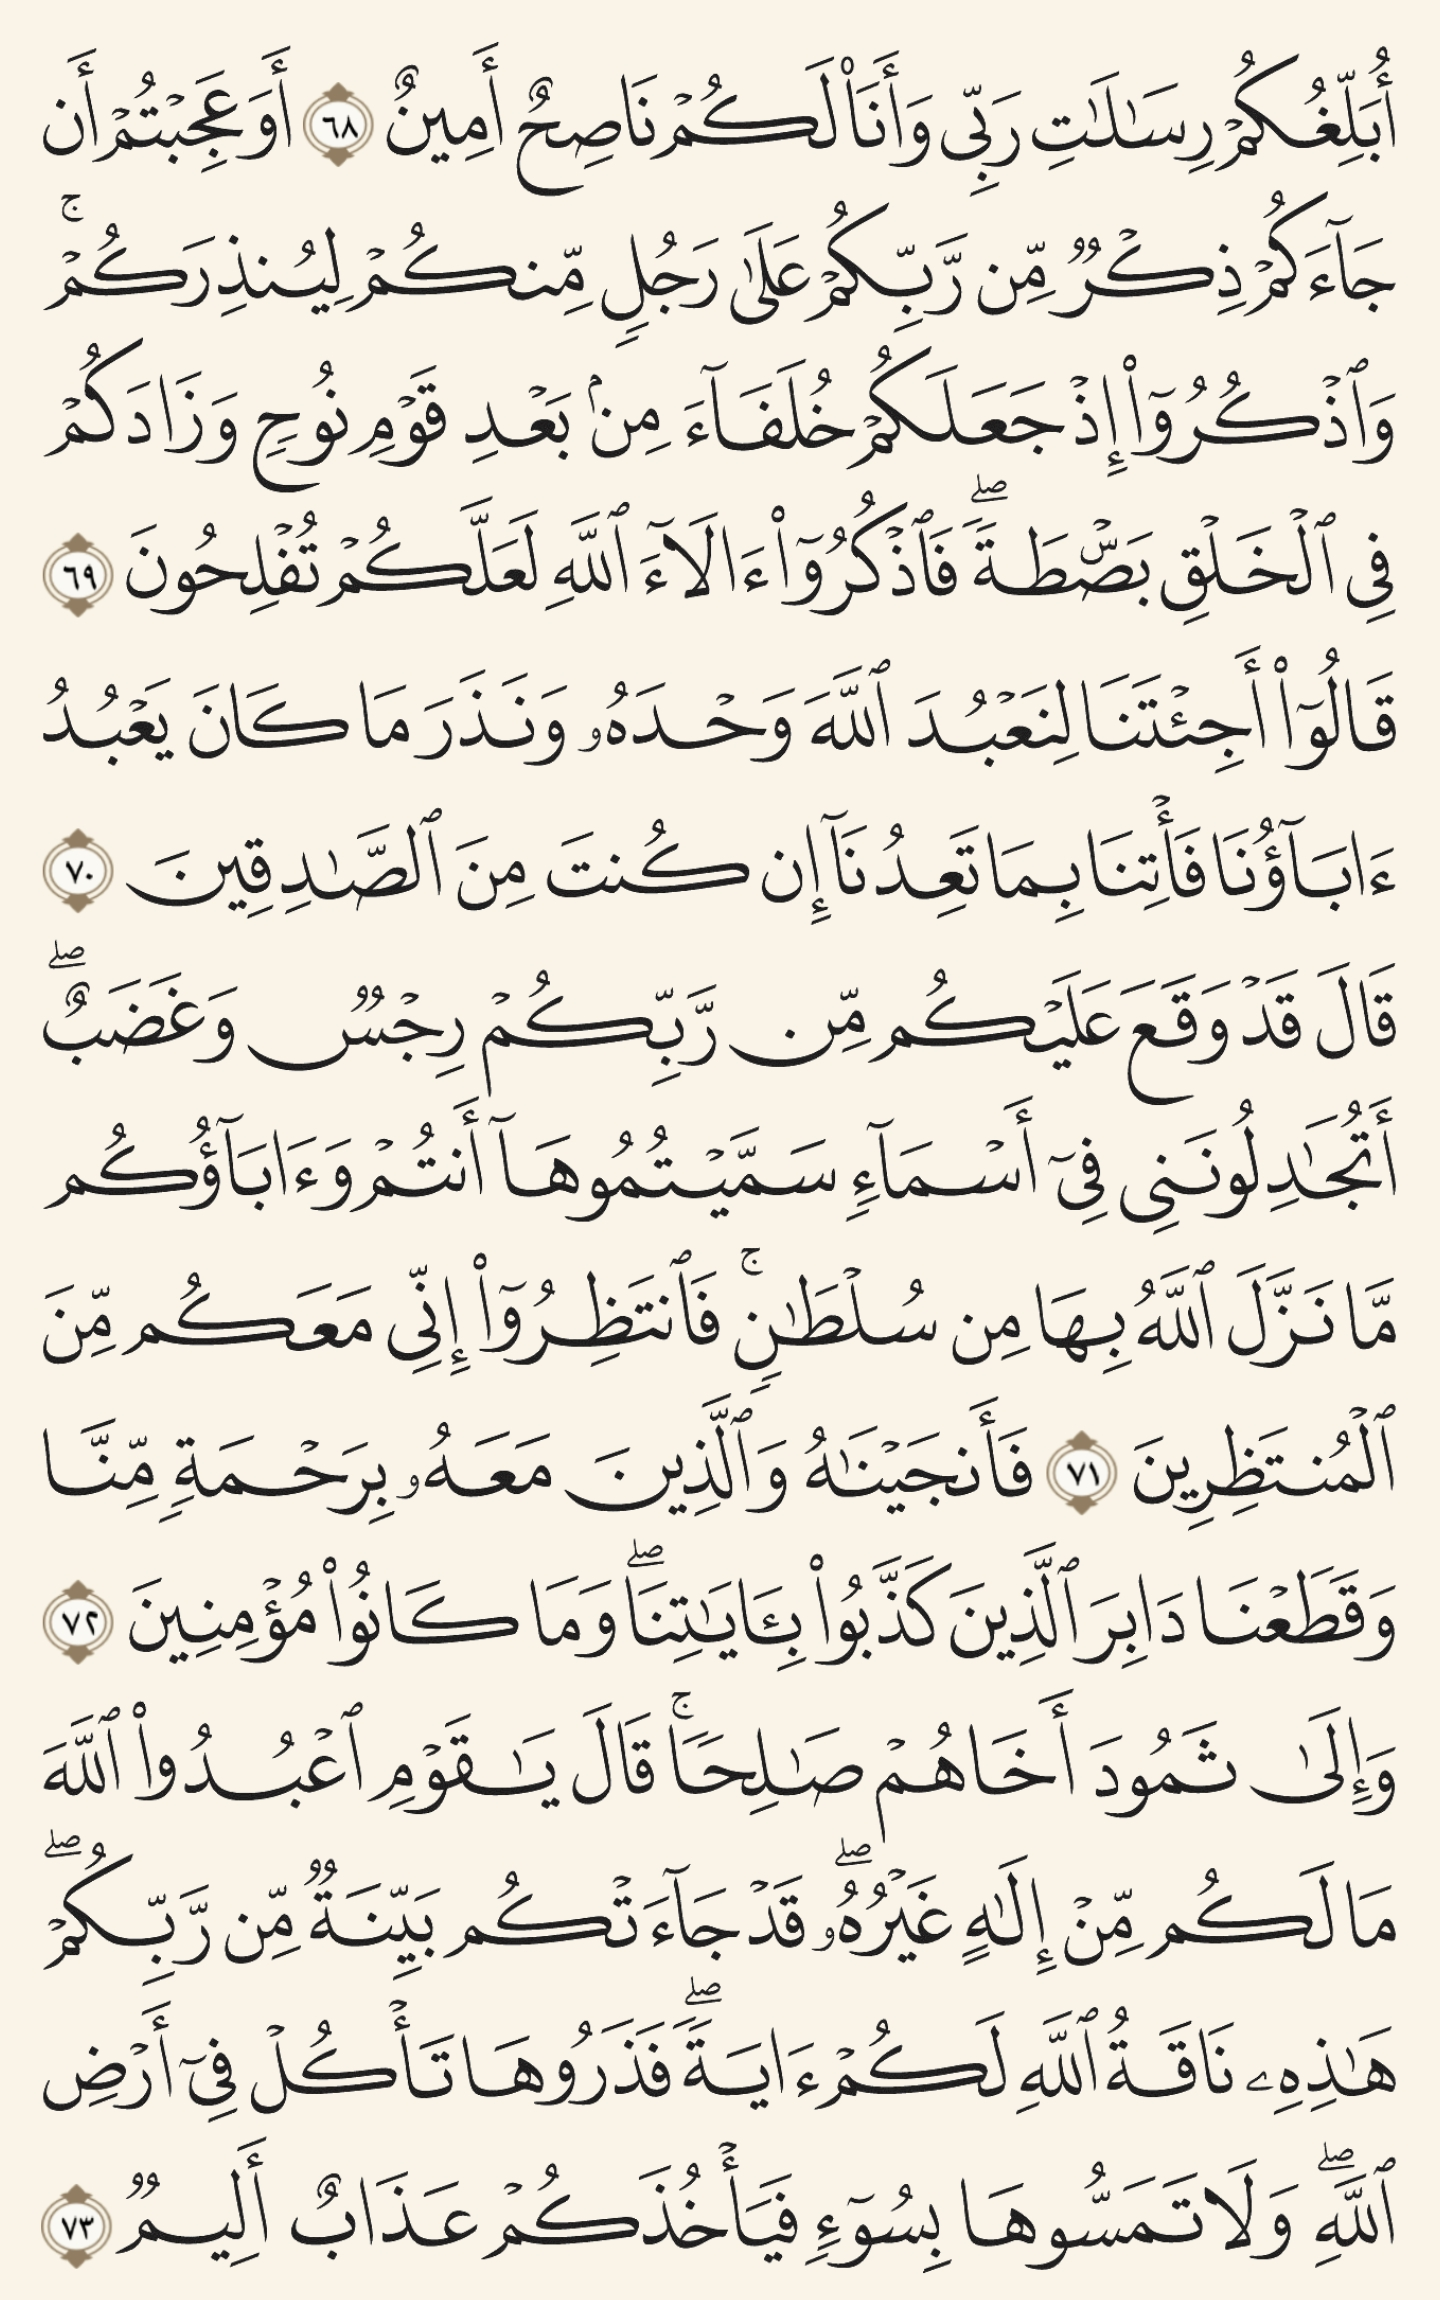 أُبَلِّغُكُمْ رِسَـٰلَـٰتِ رَبِّى وَأَنَا۠ لَكُمْ نَاصِحٌ أَمِينٌ ٦٨ أَوَعَجِبْتُمْ أَن
جَآءَكُمْ ذِكْرٌ مِّن رَّبِّكُمْ عَلَىٰ رَجُلٍ مِّنكُمْ لِيُنذِرَكُمْ ۚ
وَٱذْكُرُوٓا۟ إِذْ جَعَلَكُمْ خُلَفَآءَ مِنۢ بَعْدِ قَوْمِ نُوحٍ وَزَادَكُمْ
فِى ٱلْخَلْقِ بَصْۜطَةً ۖ فَٱذْكُرُوٓا۟ ءَالَآءَ ٱللَّهِ لَعَلَّكُمْ تُفْلِحُونَ ٦٩
قَالُوٓا۟ أَجِئْتَنَا لِنَعْبُدَ ٱللَّهَ وَحْدَهُۥ وَنَذَرَ مَا كَانَ يَعْبُدُ
ءَابَآؤُنَا فَأْتِنَا بِمَا تَعِدُنَآ إِن كُنتَ مِنَ ٱلصَّـٰدِقِينَ ٧٠
قَالَ قَدْ وَقَعَ عَلَيْكُم مِّن رَّبِّكُمْ رِجْسٌ وَغَضَبٌ ۖ
أَتُجَـٰدِلُونَنِى فِىٓ أَسْمَآءٍ سَمَّيْتُمُوهَآ أَنتُمْ وَءَابَآؤُكُم
مَّا نَزَّلَ ٱللَّهُ بِهَا مِن سُلْطَـٰنٍ ۚ فَٱنتَظِرُوٓا۟ إِنِّى مَعَكُم مِّنَ
ٱلْمُنتَظِرِينَ ٧١ فَأَنجَيْنَـٰهُ وَٱلَّذِينَ مَعَهُۥ بِرَحْمَةٍ مِّنَّا
وَقَطَعْنَا دَابِرَ ٱلَّذِينَ كَذَّبُوا۟ بِـَٔايَـٰتِنَا ۖ وَمَا كَانُوا۟ مُؤْمِنِينَ ٧٢
وَإِلَىٰ ثَمُودَ أَخَاهُمْ صَـٰلِحًا ۚ قَالَ يَـٰقَوْمِ ٱعْبُدُوا۟ ٱللَّهَ
مَا لَكُم مِّنْ إِلَـٰهٍ غَيْرُهُۥ ۖ قَدْ جَآءَتْكُم بَيِّنَةٌ مِّن رَّبِّكُمْ ۖ
هَـٰذِهِۦ نَاقَةُ ٱللَّهِ لَكُمْ ءَايَةً ۖ فَذَرُوهَا تَأْكُلْ فِىٓ أَرْضِ
ٱللَّهِ ۖ وَلَا تَمَسُّوهَا بِسُوٓءٍ فَيَأْخُذَكُمْ عَذَابٌ أَلِيمٌ ٧٣